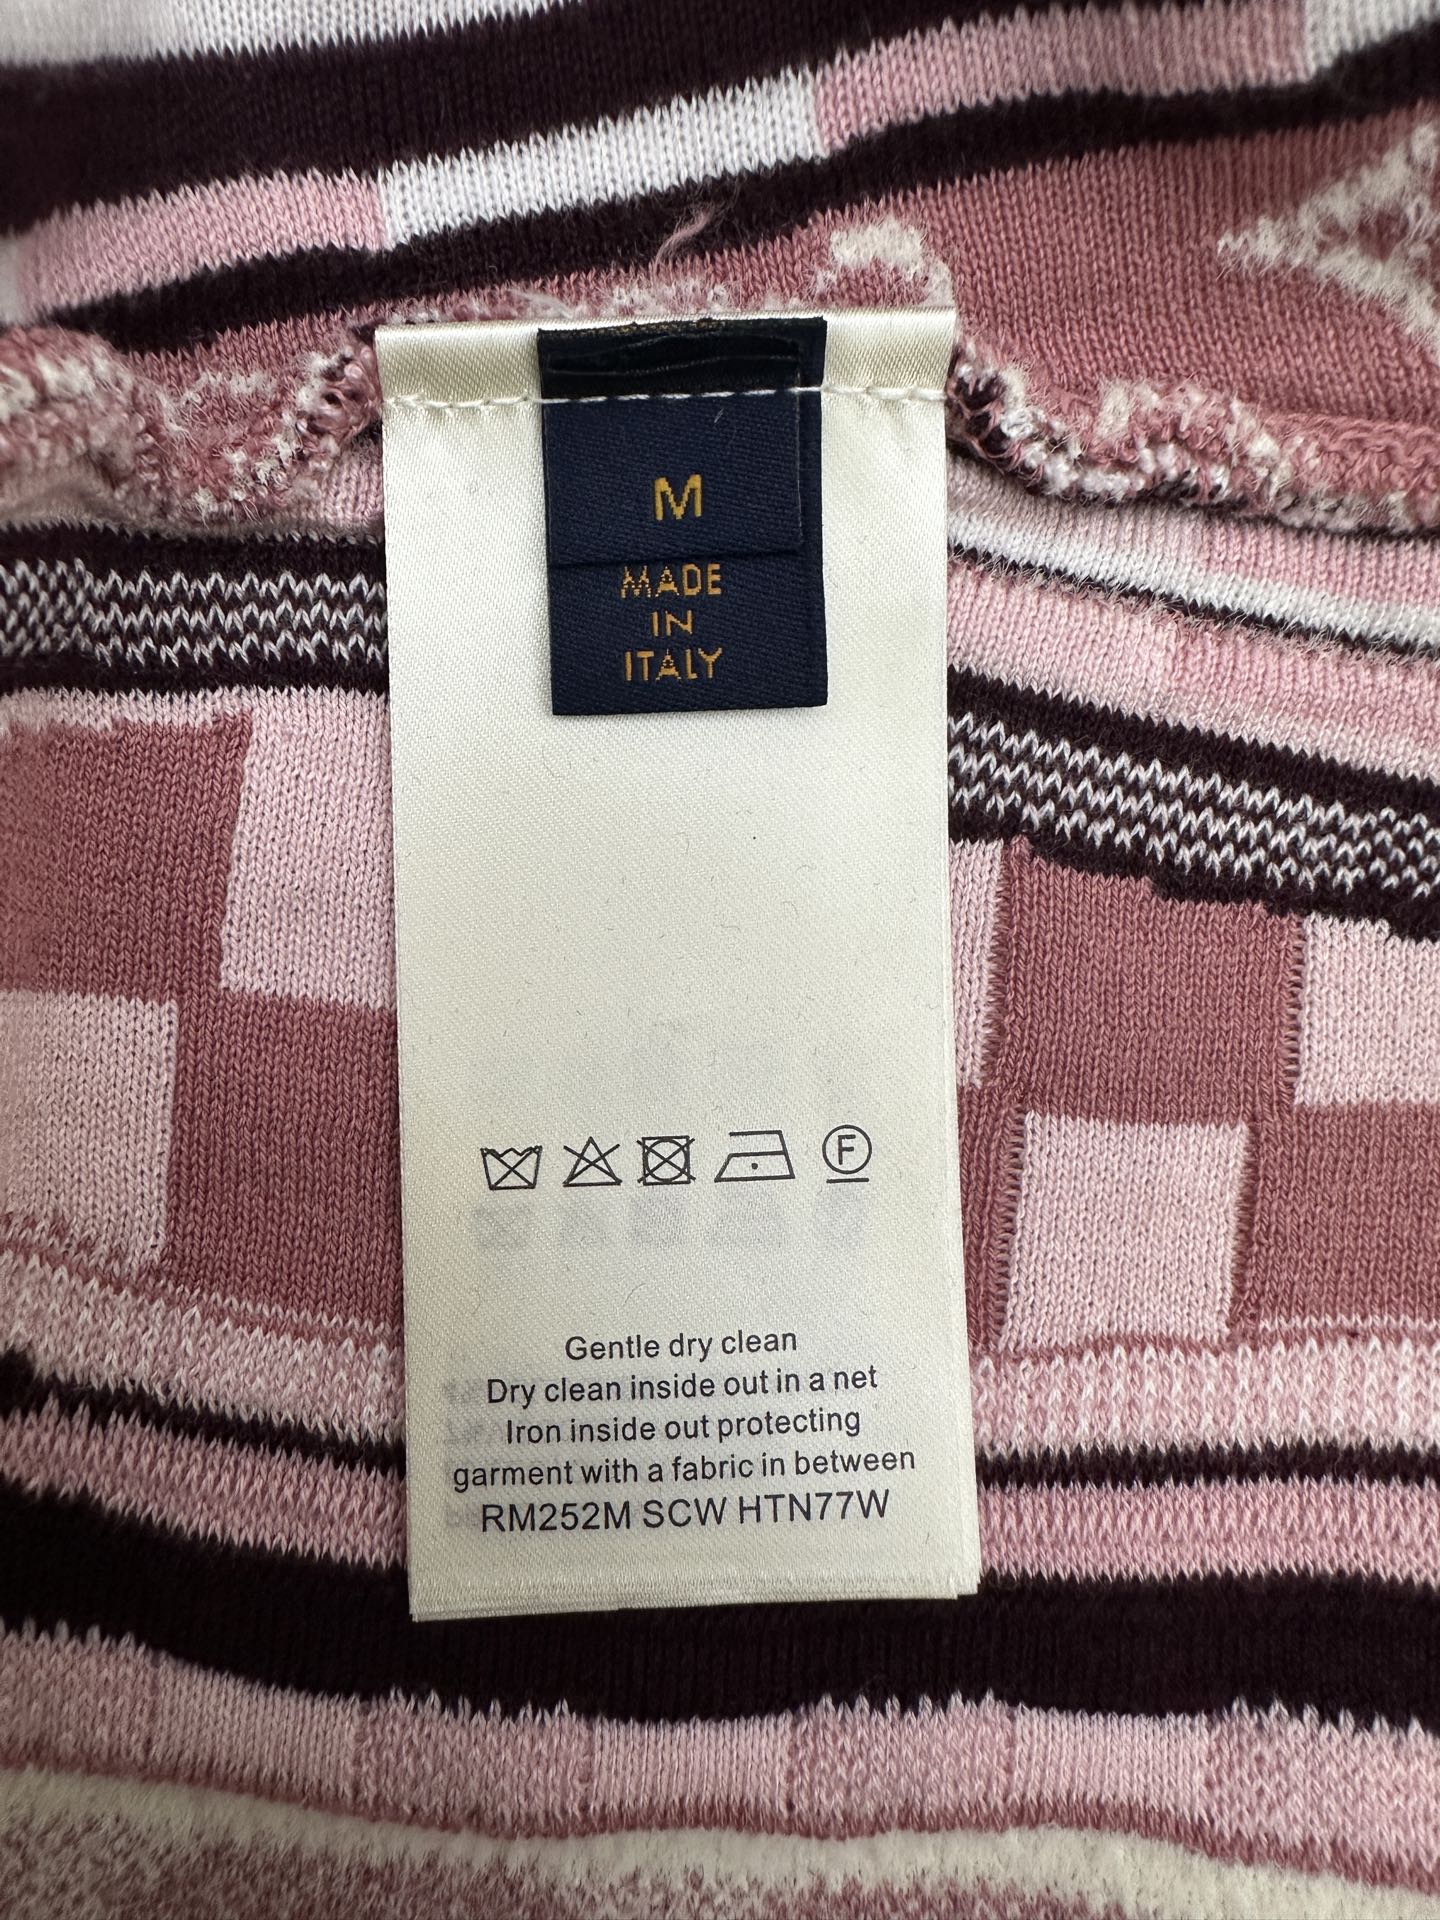 M
MADE
IN
ITALY
F
Gentle dry clean
Dry clean inside out in a net
Iron inside out protecting
garment with a fabric in between
RM252M SCW HTN77W